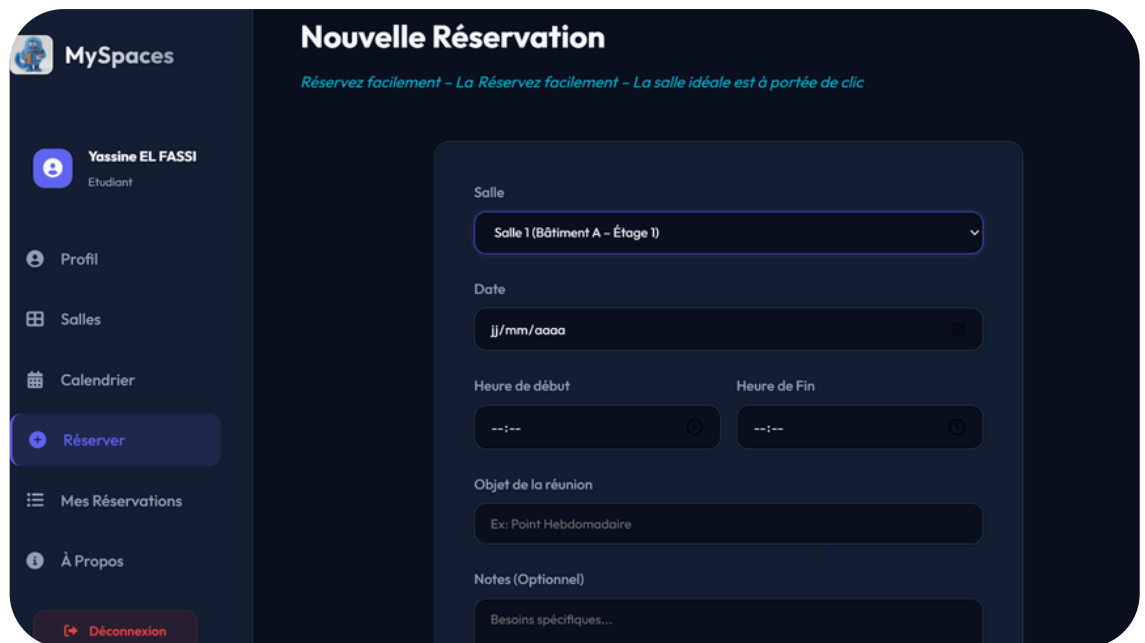 MySpaces
Yassine EL FASSI
Etudiant
Profil
Salles
Calendrier
Réserver
Mes Réservations
À Propos
Déconnexion
Nouvelle Réservation
Réservez facilement – La Réservez facilement – La salle idéale est à portée de clic
Salle
Salle 1 (Bâtiment A – Étage 1)
Date
jj/mm/aaaa
Heure de début Heure de Fin
--:-- --:--
Objet de la réunion
Ex: Point Hebdomadaire
Notes (Optionnel)
Besoins spécifiques...